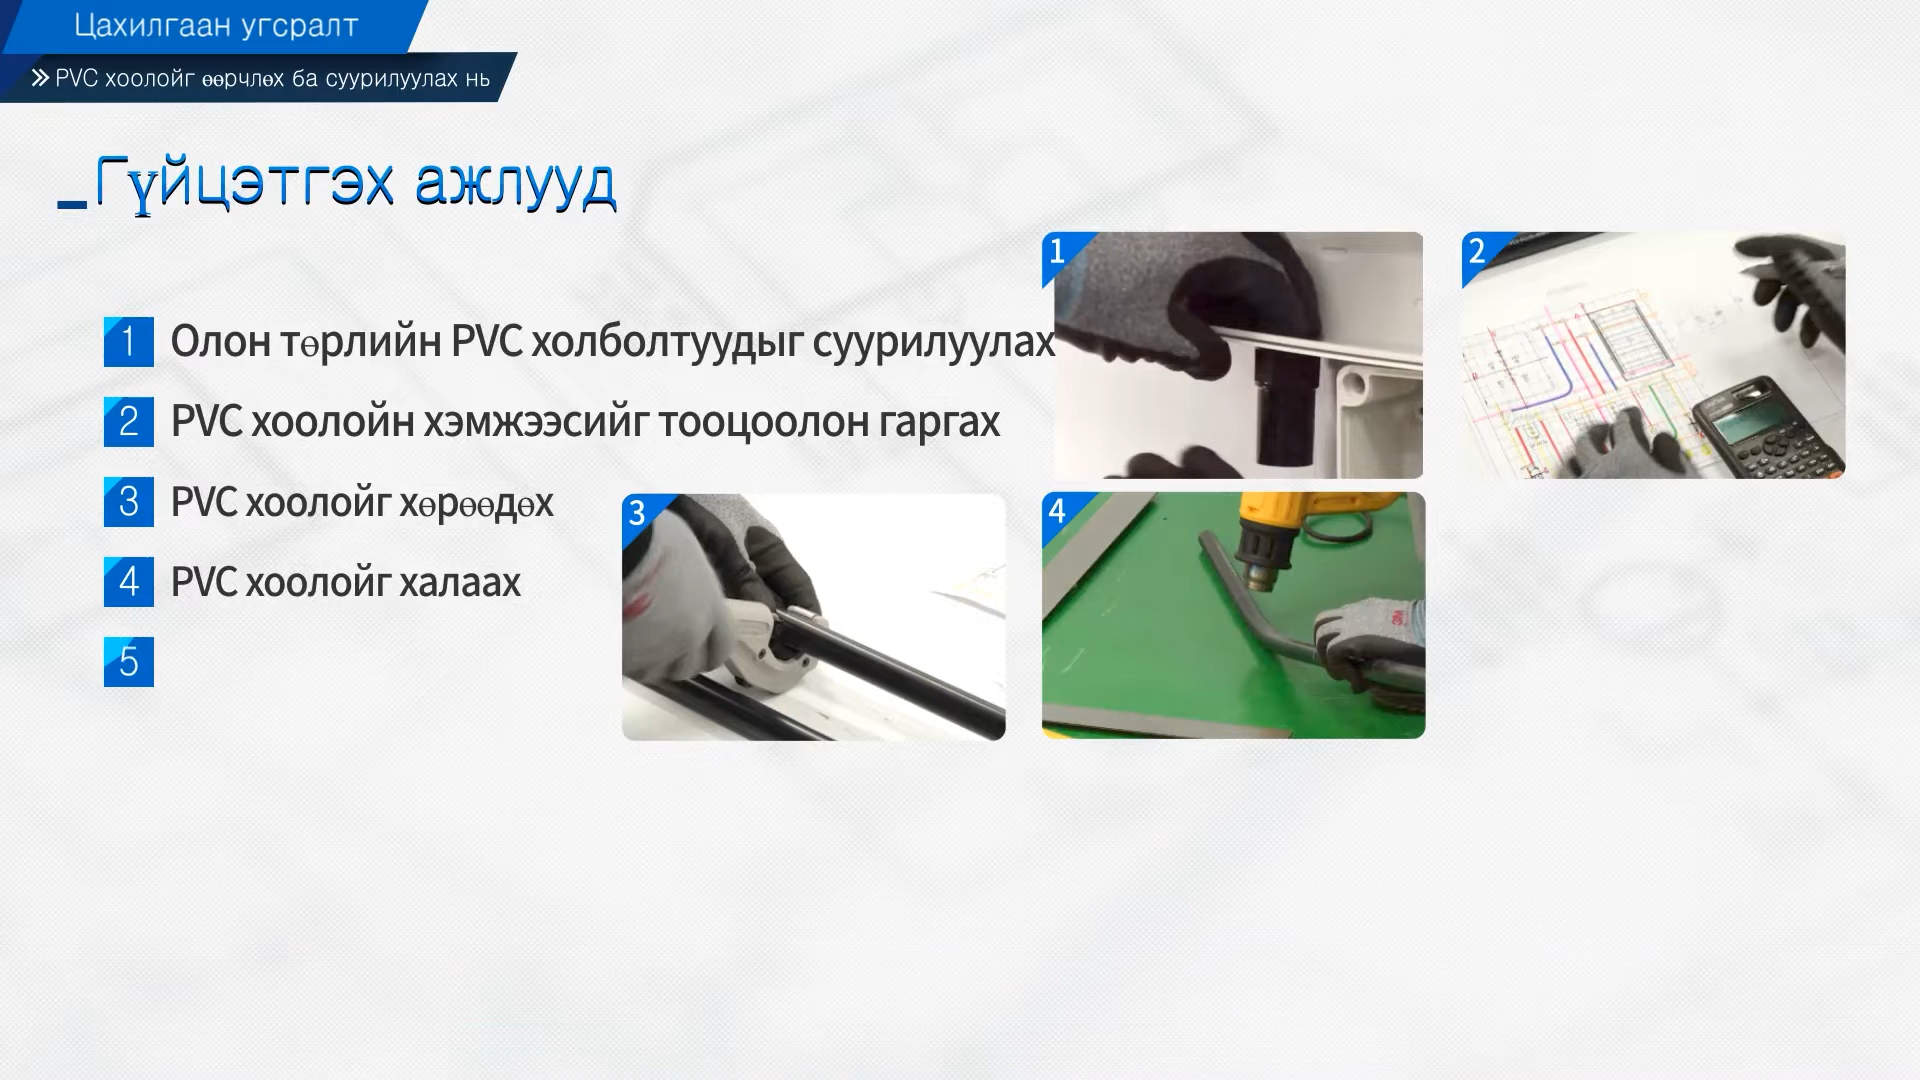 Цахилгаан угсралт
PVC хоолойг өөрчлөх ба суурилуулах нь
Гүйцэтгэх ажлууд
1 Олон төрлийн PVC холболтуудыг суурилуулах
2 PVC хоолойн хэмжээсийг тооцоолон гаргах
3 PVC хоолойг хөрөөдөх
4 PVC хоолойг халаах
5
1
2
3
4
3M